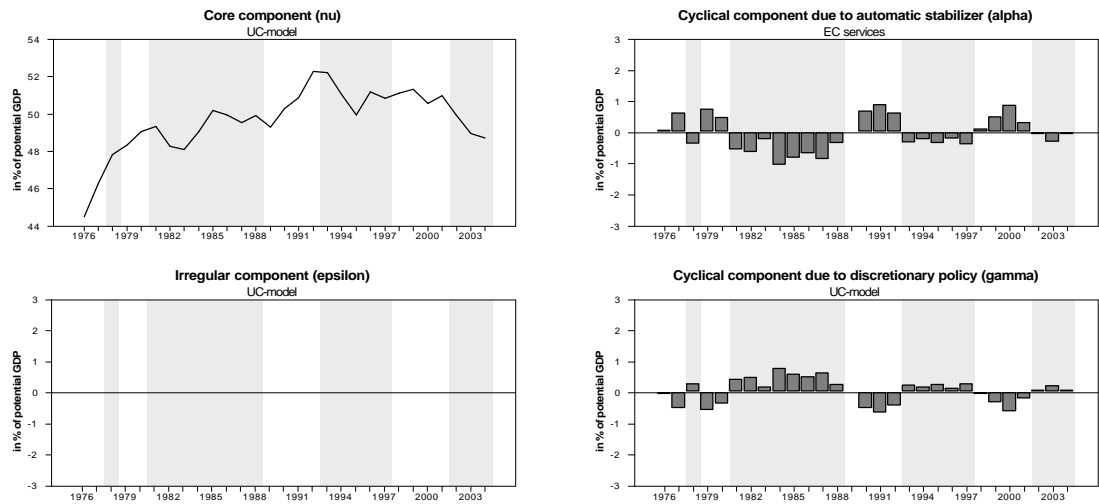 Core component (nu)
UC-model
in % of potential GDP
54
52
50
48
46
44
1976 1979 1982 1985 1988 1991 1994 1997 2000 2003
Cyclical component due to automatic stabilizer (alpha)
EC services
in % of potential GDP
3
2
1
0
-1
-2
-3
1976 1979 1982 1985 1988 1991 1994 1997 2000 2003
Irregular component (epsilon)
UC-model
in % of potential GDP
3
2
1
0
-1
-2
-3
1976 1979 1982 1985 1988 1991 1994 1997 2000 2003
Cyclical component due to discretionary policy (gamma)
UC-model
in % of potential GDP
3
2
1
0
-1
-2
-3
1976 1979 1982 1985 1988 1991 1994 1997 2000 2003